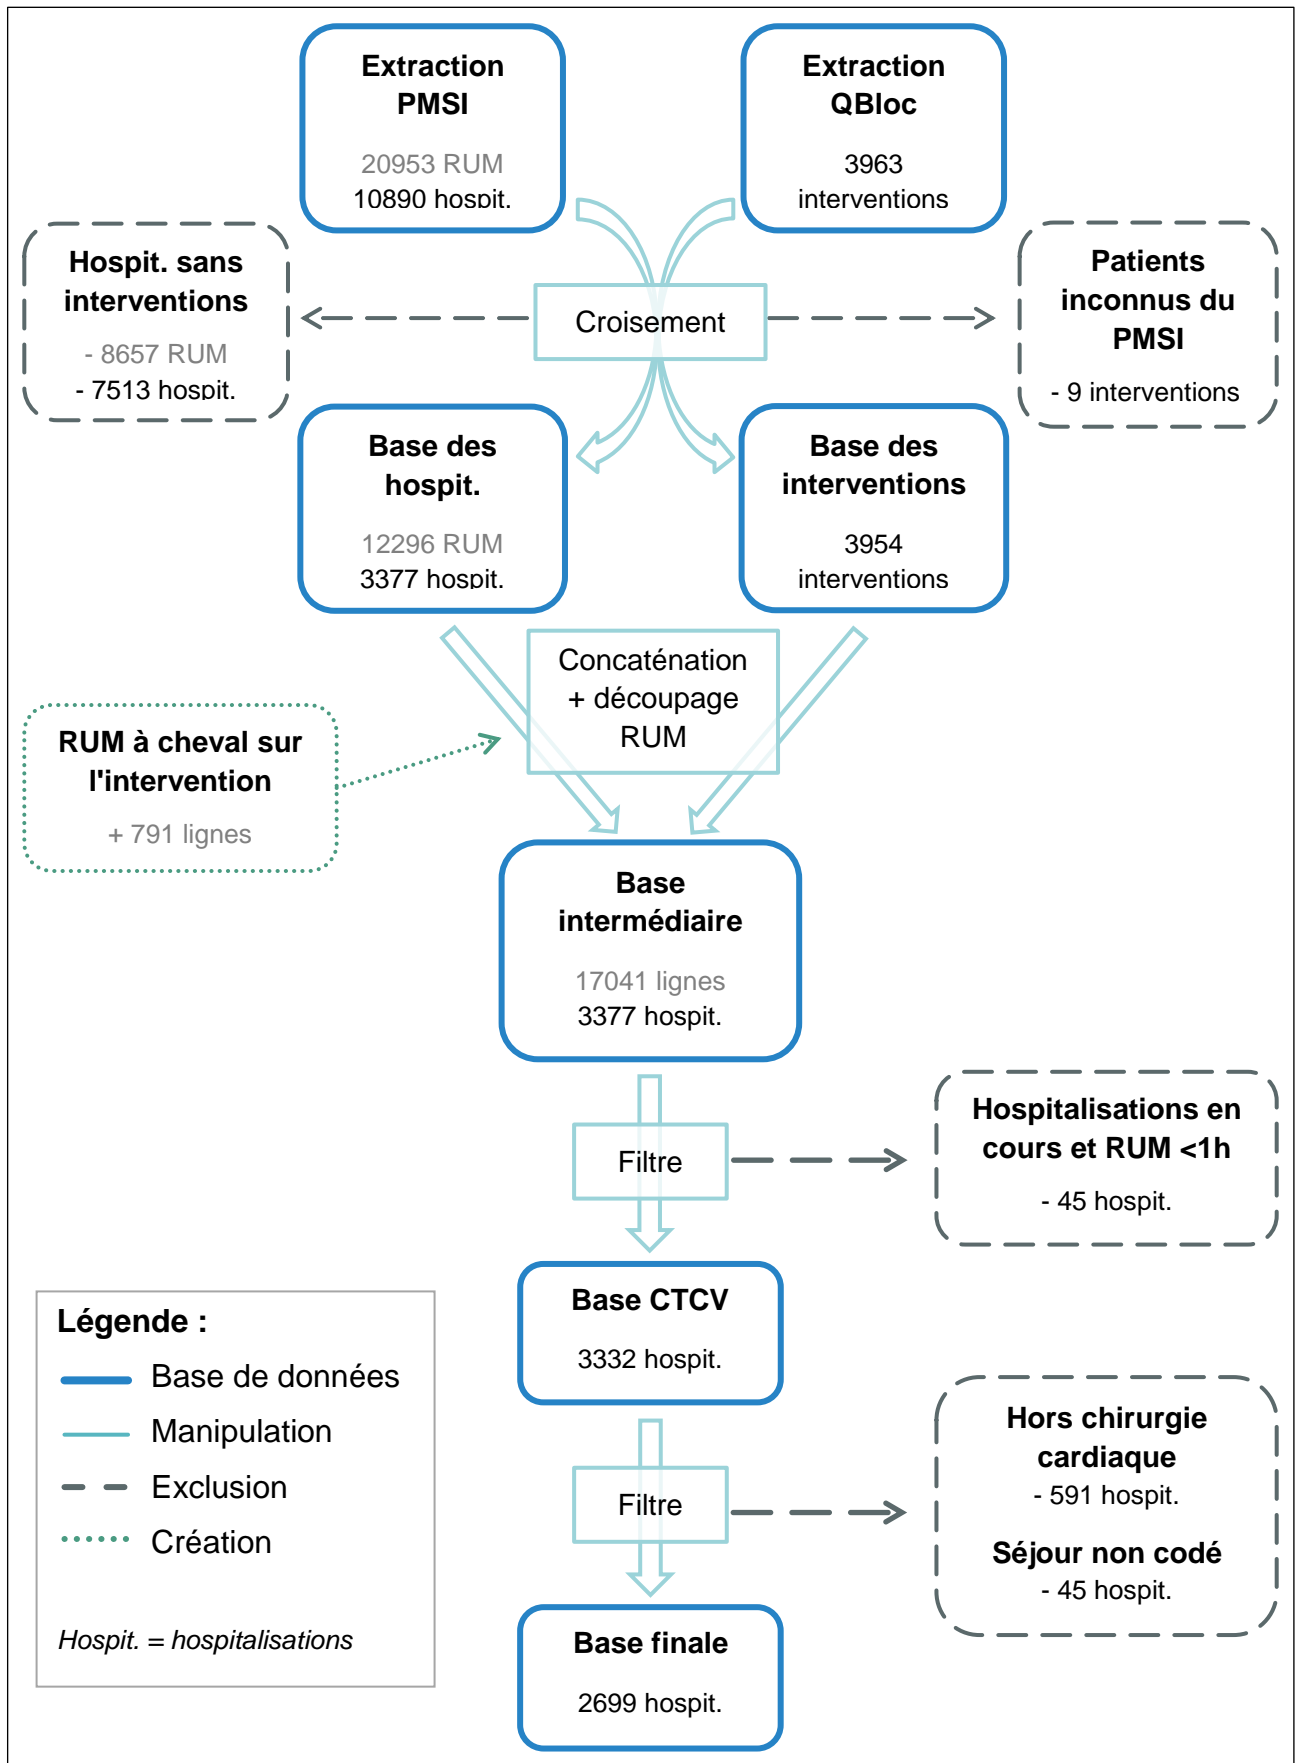 Extraction
PMSI
20953 RUM
10890 hospit.
Extraction
QBloc
3963
interventions
Hospit. sans
interventions
- 8657 RUM
- 7513 hospit.
Croisement
Patients
inconnus du
PMSI
- 9 interventions
Base des
hospit.
12296 RUM
3377 hospit.
Base des
interventions
3954
interventions
Concaténation
+ découpage
RUM
RUM à cheval sur
l'intervention
+ 791 lignes
Base
intermédiaire
17041 lignes
3377 hospit.
Filtre
Hospitalisations en
cours et RUM <1h
- 45 hospit.
Base CTCV
3332 hospit.
Filtre
Hors chirurgie
cardiaque
- 591 hospit.
Séjour non codé
- 45 hospit.
Base finale
2699 hospit.
Légende :
Base de données
Manipulation
Exclusion
Création
Hospit. = hospitalisations